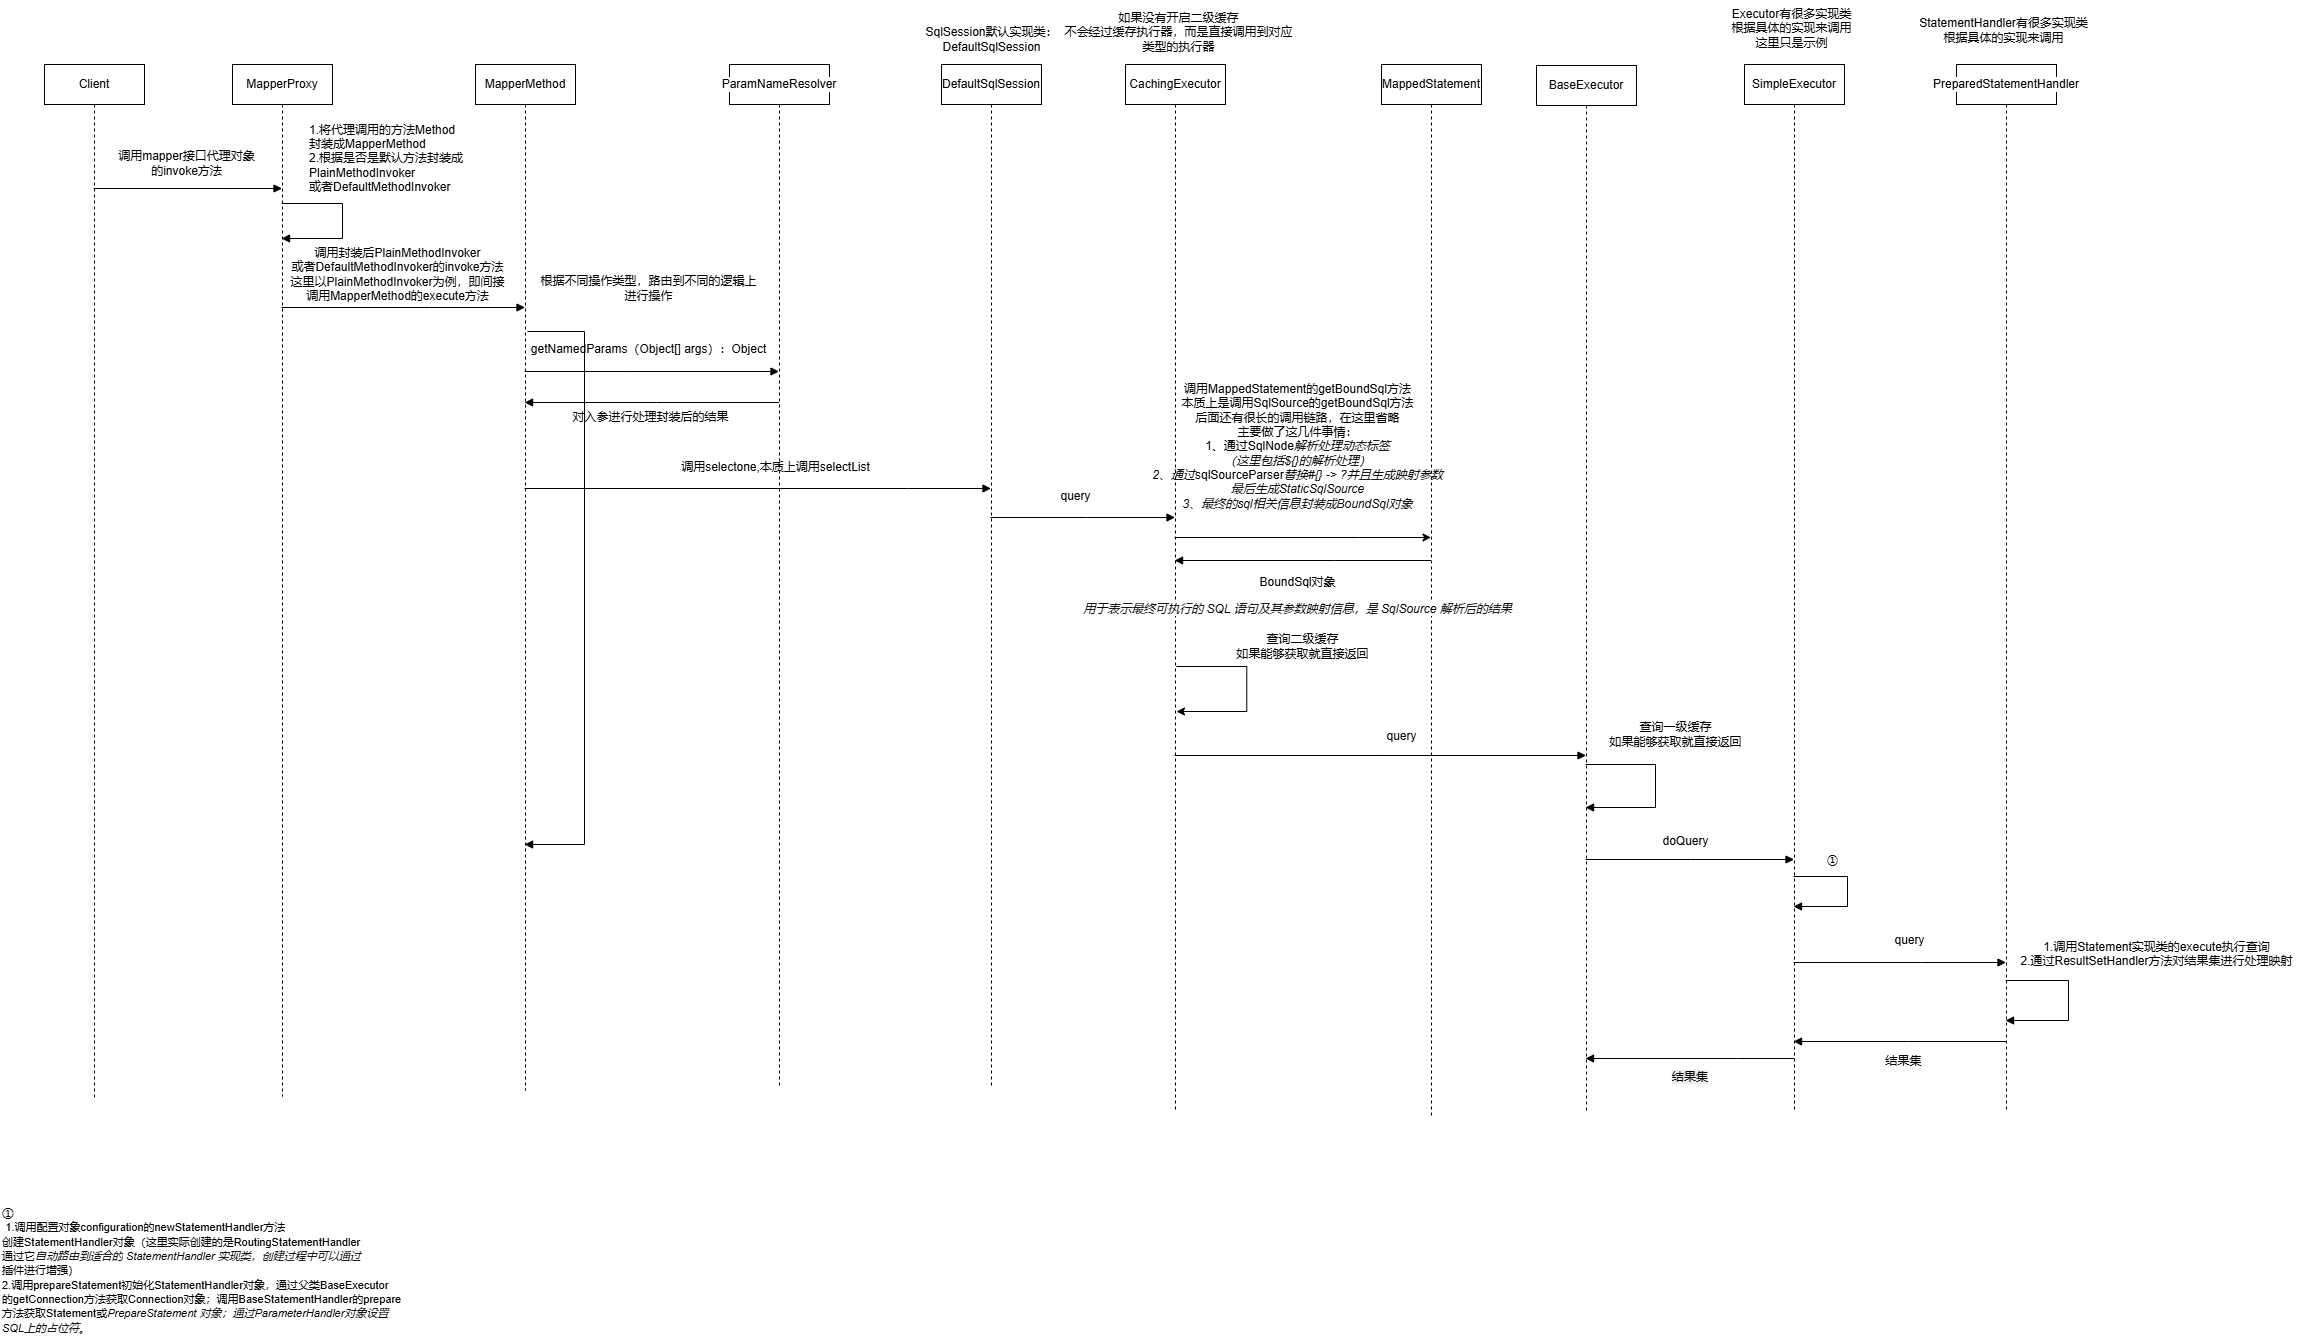 SqlSession默认实现类：
DefaultSqlSession
如果没有开启二级缓存
不会经过缓存执行器，而是直接调用到对应
类型的执行器
Executor有很多实现类
根据具体的实现来调用
这里只是示例
StatementHandler有很多实现类
根据具体的实现来调用
Client
MapperProxy
MapperMethod
ParamNameResolver
DefaultSqlSession
CachingExecutor
MappedStatement
BaseExecutor
SimpleExecutor
PreparedStatementHandler
调用mapper接口代理对象
的invoke方法
1.将代理调用的方法Method
封装成MapperMethod
2.根据是否是默认方法封装成
PlainMethodInvoker
或者DefaultMethodInvoker
调用封装后PlainMethodInvoker
或者DefaultMethodInvoker的invoke方法
这里以PlainMethodInvoker为例，即间接
调用MapperMethod的execute方法
根据不同操作类型，路由到不同的逻辑上
进行操作
getNamedParams（Object[] args）：Object
对入参进行处理封装后的结果
调用selectone,本质上调用selectList
query
调用MappedStatement的getBoundSql方法
本质上是调用SqlSource的getBoundSql方法
后面还有很长的调用链路，在这里省略
主要做了这几件事情：
1、通过SqlNode解析处理动态标签
（这里包括${}的解析处理）
2、通过sqlSourceParser替换#{} -> ?并且生成映射参数
最后生成StaticSqlSource
3、最终的sql相关信息封装成BoundSql对象
BoundSql对象
用于表示最终可执行的 SQL 语句及其参数映射信息，是 SqlSource 解析后的结果
查询二级缓存
如果能够获取就直接返回
query
查询一级缓存
如果能够获取就直接返回
doQuery
①
query
1.调用Statement实现类的execute执行查询
2.通过ResultSetHandler方法对结果集进行处理映射
结果集
结果集
①
1.调用配置对象configuration的newStatementHandler方法
创建StatementHandler对象（这里实际创建的是RoutingStatementHandler
通过它自动路由到适合的 StatementHandler 实现类，创建过程中可以通过
插件进行增强）
2.调用prepareStatement初始化StatementHandler对象，通过父类BaseExecutor
的getConnection方法获取Connection对象；调用BaseStatementHandler的prepare
方法获取Statement或PrepareStatement 对象；通过ParameterHandler对象设置
SQL上的占位符。